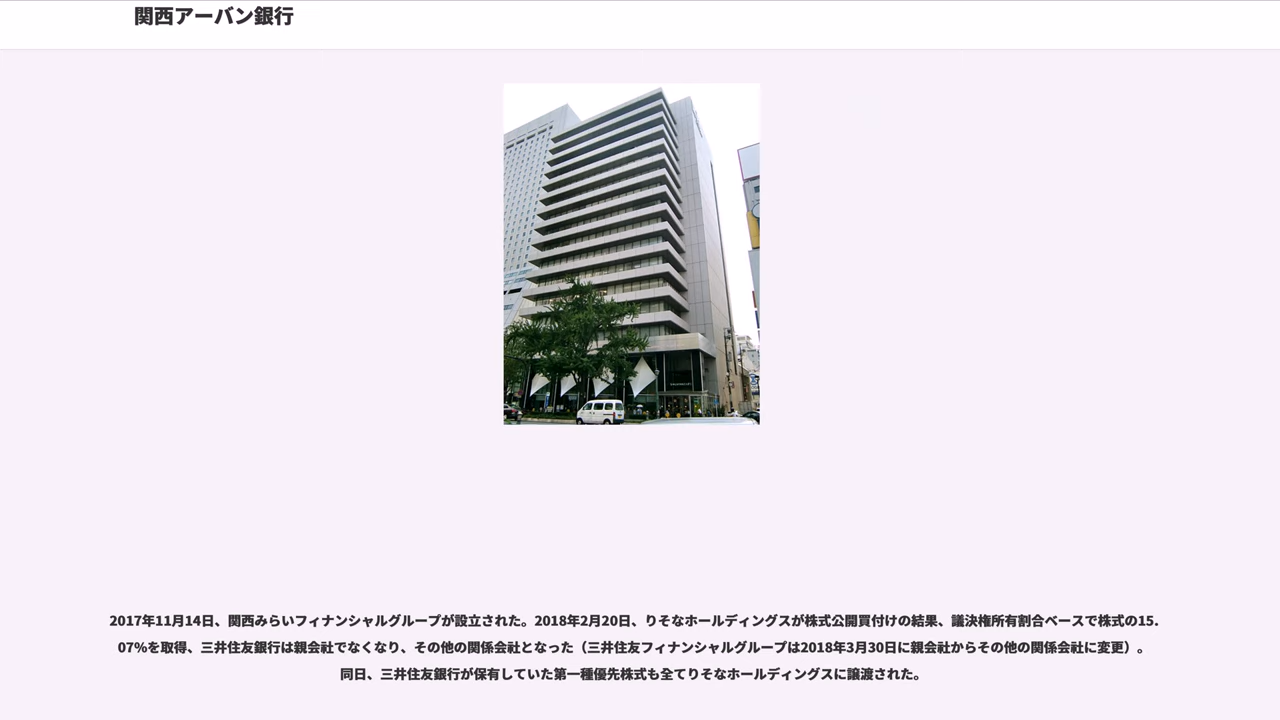 関西アーバン銀行
2017年11月14日、関西みらいフィナンシャルグループが設立された。2018年2月20日、りそなホールディングスが株式公開買付けの結果、議決権所有割合ベースで株式の15.
07%を取得、三井住友銀行は親会社でなくなり、その他の関係会社となった（三井住友フィナンシャルグループは2018年3月30日に親会社からその他の関係会社に変更）。
同日、三井住友銀行が保有していた第一種優先株式も全てりそなホールディングスに譲渡された。